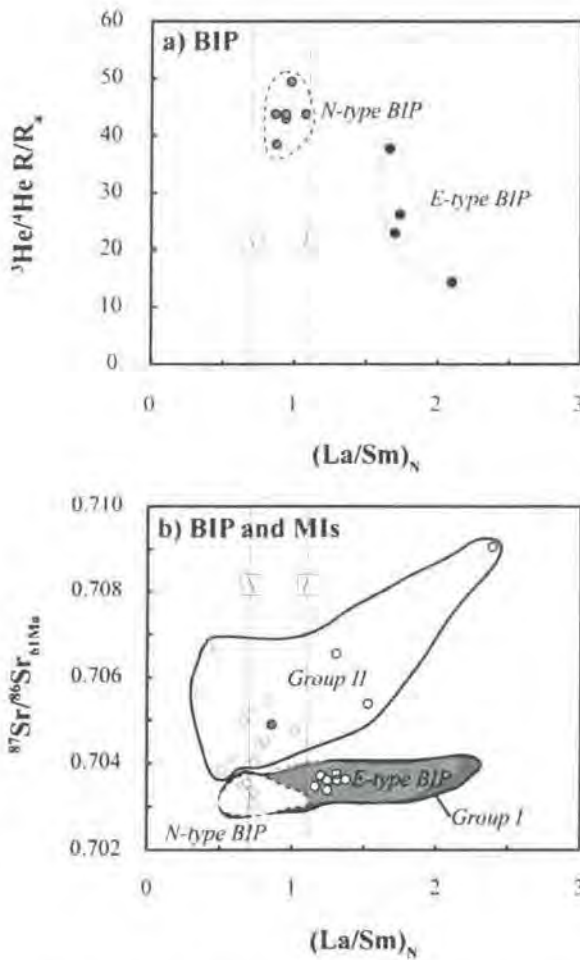 60
a) BIP
50
N-type BIP
40
E-type BIP
30
20
10
0
³He/⁴He R/Rₐ
0 1 2 3
(La/Sm)N
0.710
b) BIP and MIs
0.708
0.706
Group II
0.704
E-type BIP
Group I
N-type BIP
0.702
⁸⁷Sr/⁸⁶Sr61Ma
0 1 2 3
(La/Sm)N